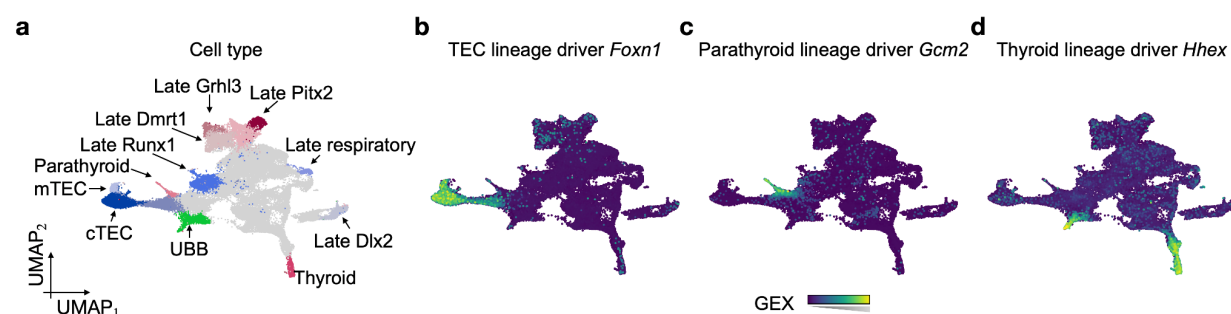 a
Cell type
Late Grhl3
Late Pitx2
Late Dmrt1
Late Runx1
Late respiratory
Parathyroid
mTEC
cTEC
UBB
Late Dlx2
Thyroid
UMAP2
UMAP1
b
TEC lineage driver Foxn1
c
Parathyroid lineage driver Gcm2
d
Thyroid lineage driver Hhex
GEX